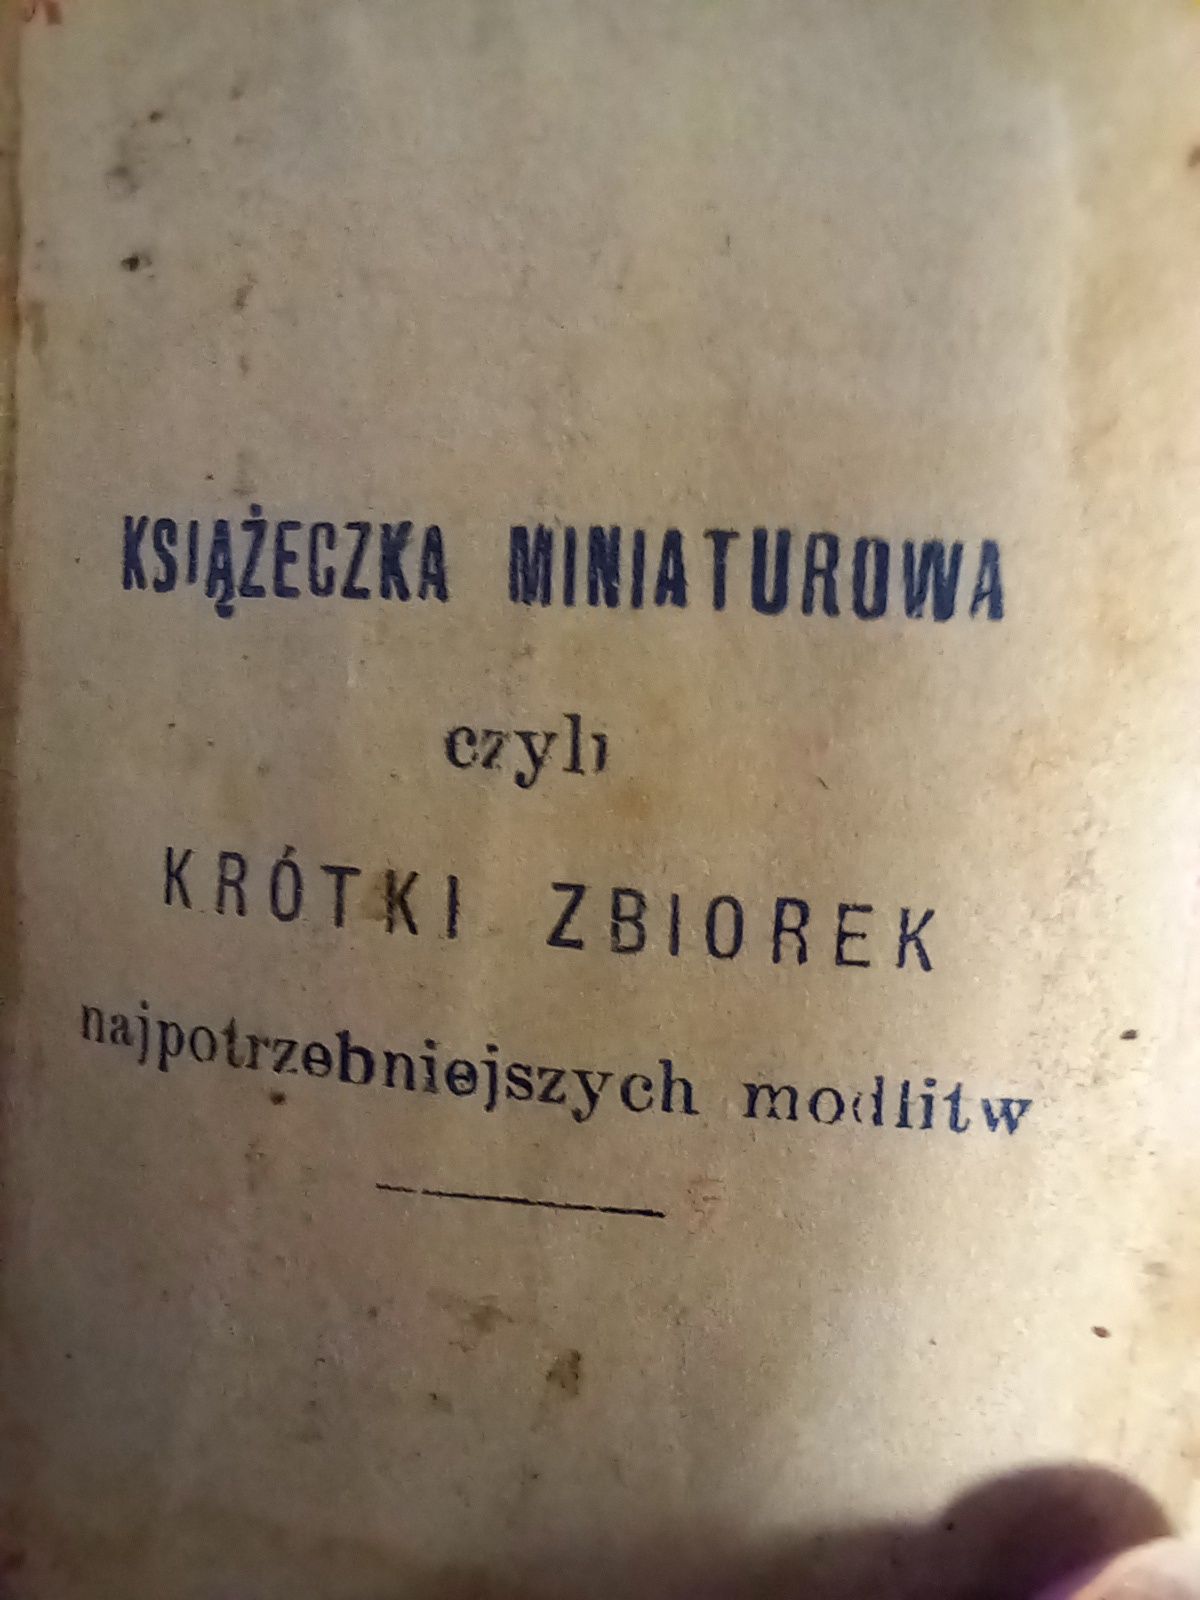 KSIĄŻECZKA MINIATUROWA
czyli
KRÓTKI ZBIOREK
najpotrzebniejszych modlitw